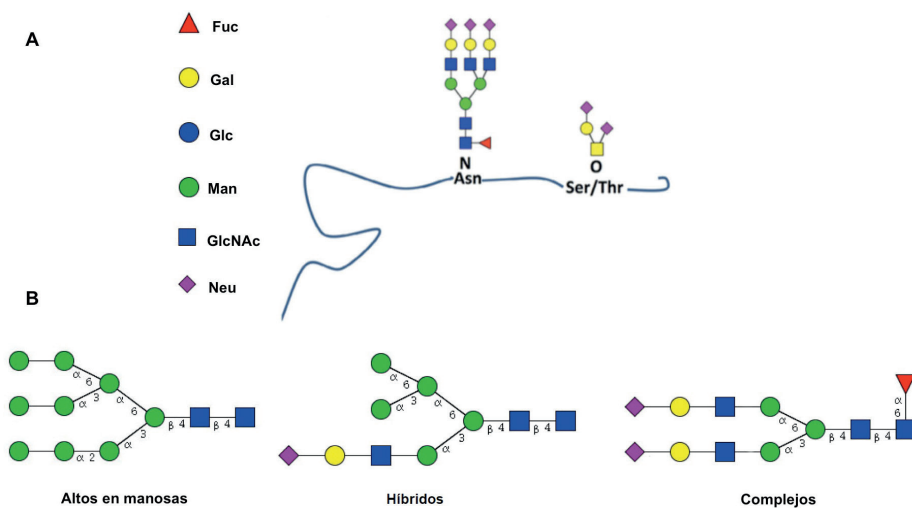 A
Fuc
Gal
Glc
Man
GlcNAc
Neu
N
Asn
O
Ser/Thr
B
α 6
α 3
α 2
α 6
α 3
β 4
β 4
Altos en manosas
α 6
α 3
α 6
α 3
β 4
β 4
Híbridos
α 6
α 3
β 4
β 4
α 6
Complejos